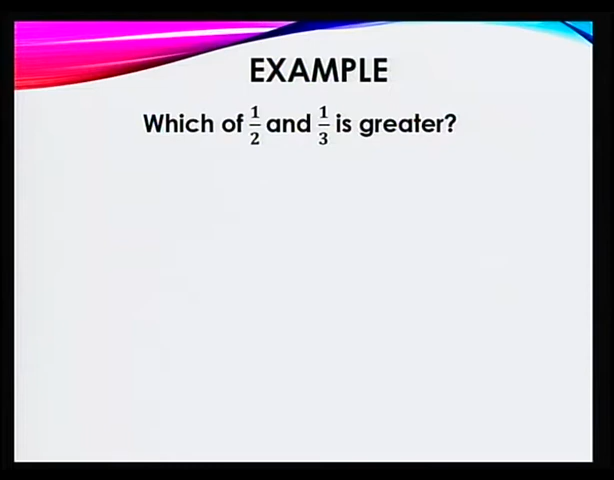 EXAMPLE
Which of 1/2 and 1/3 is greater?